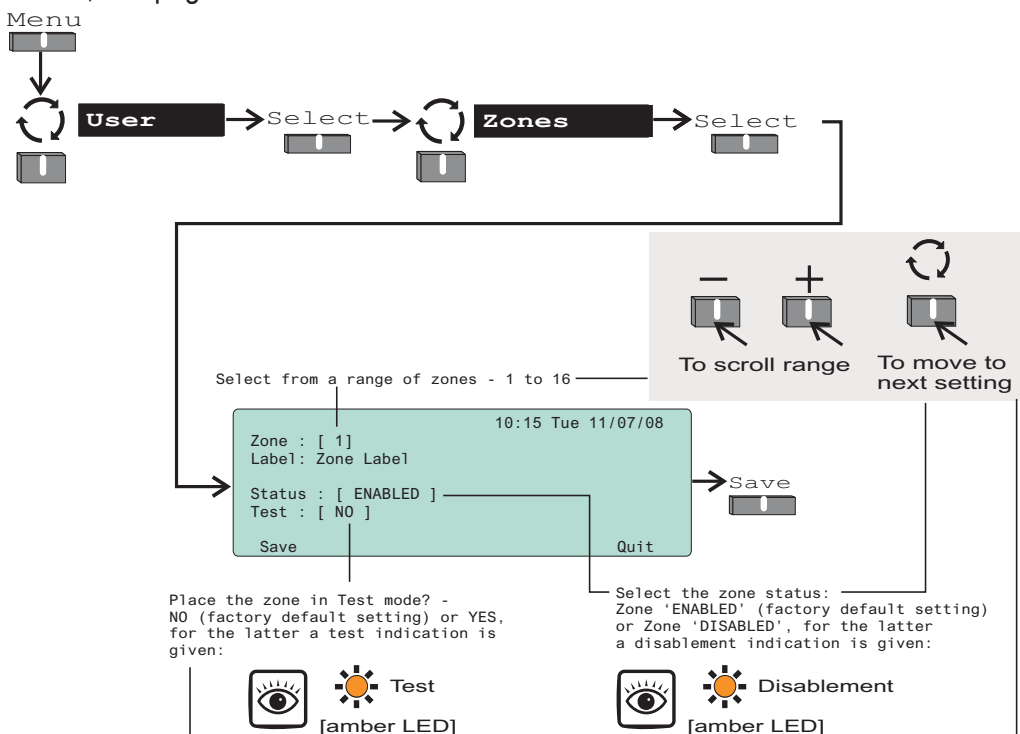 Menu
User
Select
Zones
Select
− +
To scroll range
To move to
next setting
Select from a range of zones - 1 to 16
10:15 Tue 11/07/08
Zone : [ 1]
Label: Zone Label
Status : [ ENABLED ]
Test : [ NO ]
Save Quit
Save
Place the zone in Test mode? -
NO (factory default setting) or YES,
for the latter a test indication is
given:
Test
[amber LED]
Select the zone status:
Zone 'ENABLED' (factory default setting)
or Zone 'DISABLED', for the latter
a disablement indication is given:
Disablement
[amber LED]